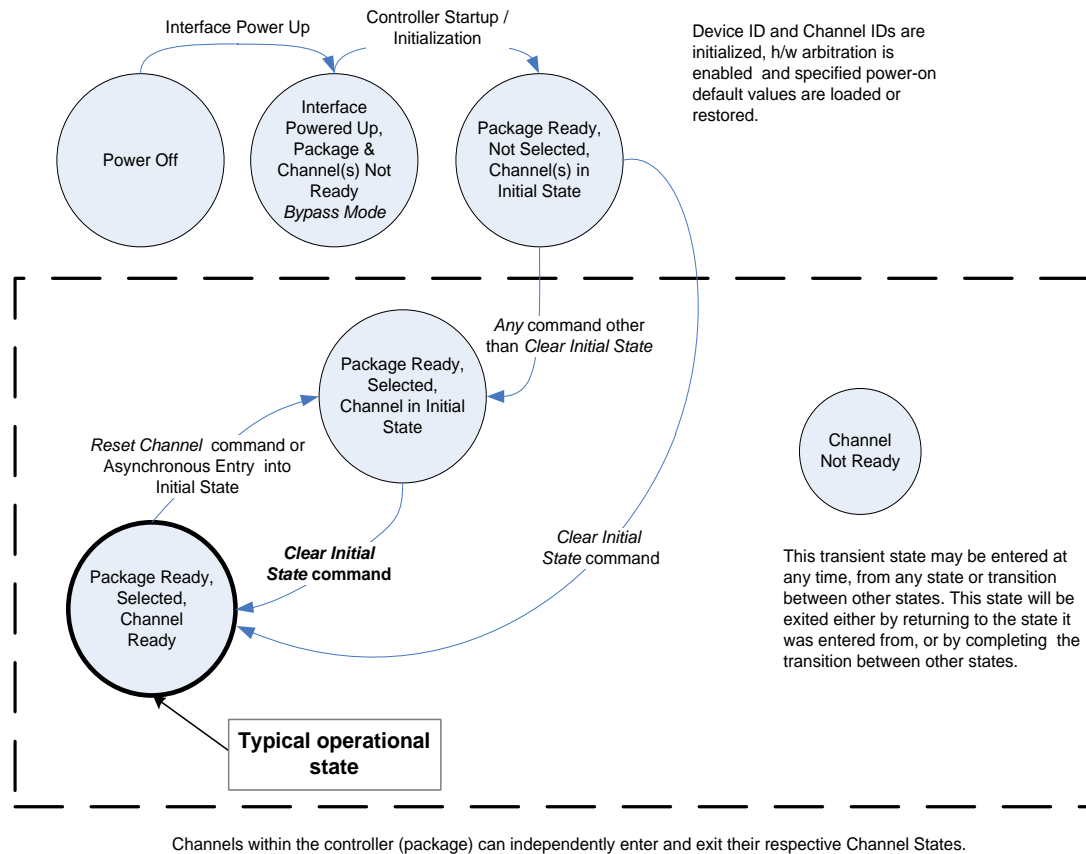 Interface Power Up
Controller Startup /
Initialization
Device ID and Channel IDs are
initialized, h/w arbitration is
enabled and specified power-on
default values are loaded or
restored.
Power Off
Interface
Powered Up,
Package &
Channel(s) Not
Ready
Bypass Mode
Package Ready,
Not Selected,
Channel(s) in
Initial State
Any command other
than Clear Initial State
Package Ready,
Selected,
Channel in Initial
State
Reset Channel command or
Asynchronous Entry into
Initial State
Channel
Not Ready
Clear Initial
State command
Clear Initial
State command
Package Ready,
Selected,
Channel
Ready
This transient state may be entered at
any time, from any state or transition
between other states. This state will be
exited either by returning to the state it
was entered from, or by completing the
transition between other states.
Typical operational
state
Channels within the controller (package) can independently enter and exit their respective Channel States.